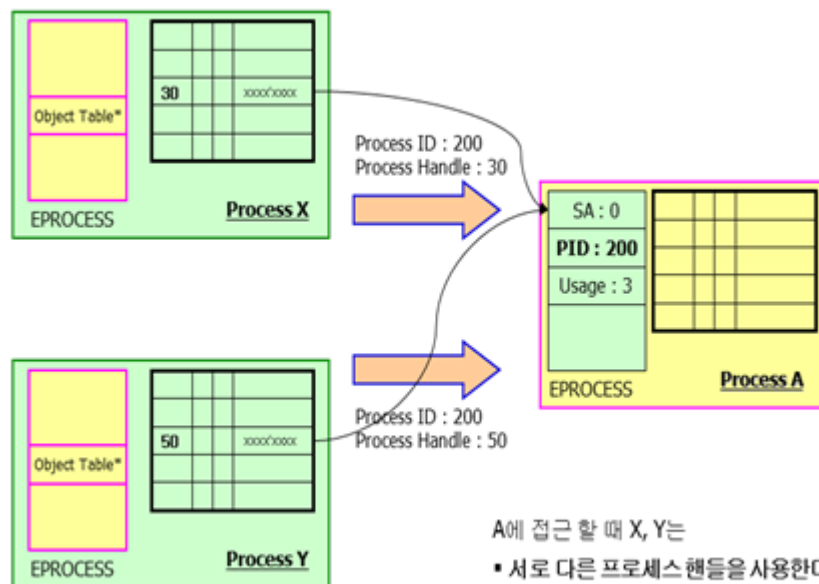 30
xxxx'xxxx
Object Table*
EPROCESS
Process X
Process ID : 200
Process Handle : 30
SA : 0
PID : 200
Usage : 3
EPROCESS
Process A
50
xxxx'xxxx
Object Table*
EPROCESS
Process Y
Process ID : 200
Process Handle : 50
A에 접근 할 때 X, Y는
▪ 서로 다른 프로세스 핸들을 사용한다